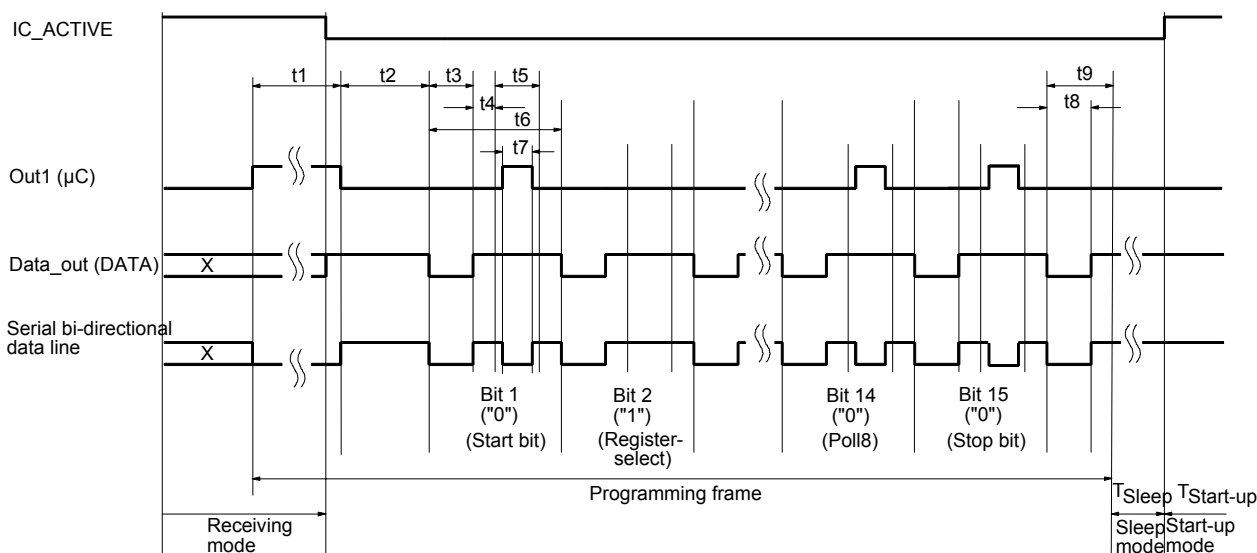 IC_ACTIVE
t1
t2
t3
t5
t9
t4
t6
t8
t7
Out1 (µC)
Data_out (DATA)
X
Serial bi-directional
data line
X
Bit 1
("0")
(Start bit)
Bit 2
("1")
(Register-
select)
Bit 14
("0")
(Poll8)
Bit 15
("0")
(Stop bit)
Programming frame
TSleep
TStart-up
Receiving
mode
Sleep
mode
Start-up
mode